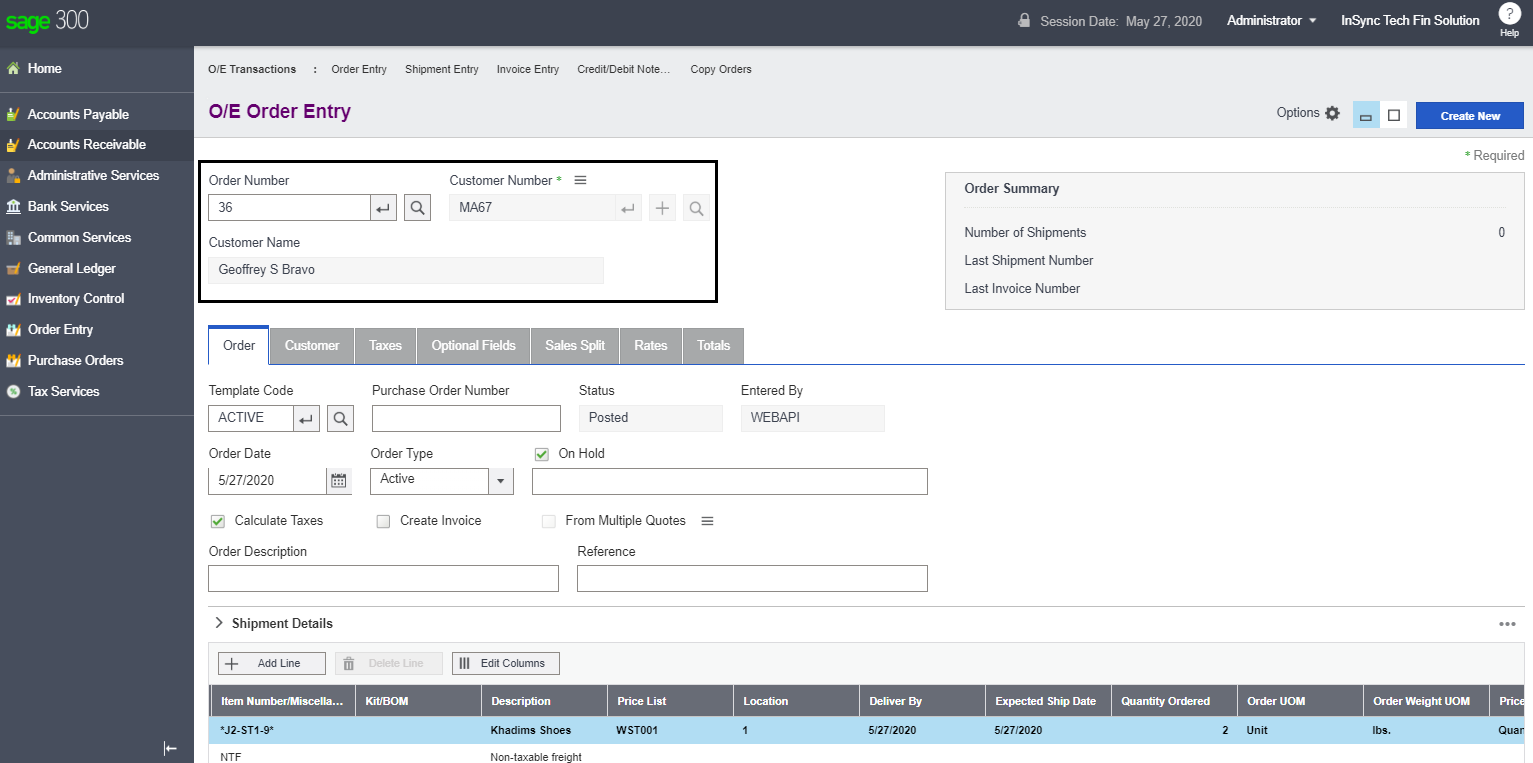 sage 300
Session Date: May 27, 2020 Administrator InSync Tech Fin Solution ? Help
Home
Accounts Payable
Accounts Receivable
Administrative Services
Bank Services
Common Services
General Ledger
Inventory Control
Order Entry
Purchase Orders
Tax Services
O/E Transactions : Order Entry Shipment Entry Invoice Entry Credit/Debit Note... Copy Orders
O/E Order Entry
Options Create New
* Required
Order Number Customer Number *
36 MA67
Customer Name
Geoffrey S Bravo
Order Summary
Number of Shipments 0
Last Shipment Number
Last Invoice Number
Order Customer Taxes Optional Fields Sales Split Rates Totals
Template Code Purchase Order Number Status Entered By
ACTIVE Posted WEBAPI
Order Date Order Type On Hold
5/27/2020 Active
Calculate Taxes Create Invoice From Multiple Quotes
Order Description Reference
Shipment Details
Add Line Delete Line Edit Columns
Item Number/Miscella... Kit/BOM Description Price List Location Deliver By Expected Ship Date Quantity Ordered Order UOM Order Weight UOM Price
*J2-ST1-9* Khadims Shoes WST001 1 5/27/2020 5/27/2020 2 Unit lbs. Quan
NTF Non-taxable freight